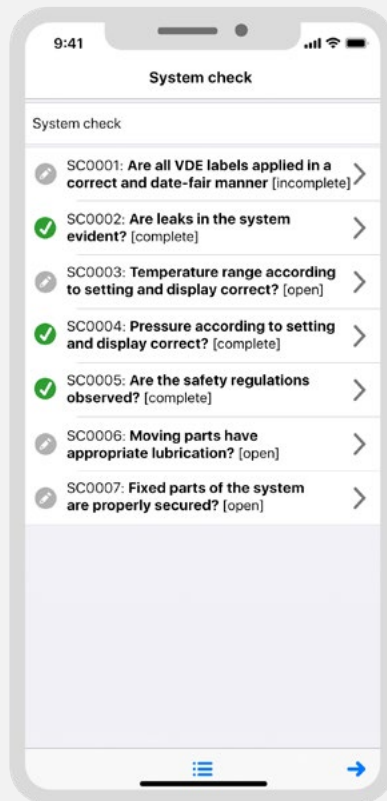 9:41
System check
System check
SC0001: Are all VDE labels applied in a
correct and date-fair manner [incomplete]
SC0002: Are leaks in the system
evident? [complete]
SC0003: Temperature range according
to setting and display correct? [open]
SC0004: Pressure according to setting
and display correct? [complete]
SC0005: Are the safety regulations
observed? [complete]
SC0006: Moving parts have
appropriate lubrication? [open]
SC0007: Fixed parts of the system
are properly secured? [open]